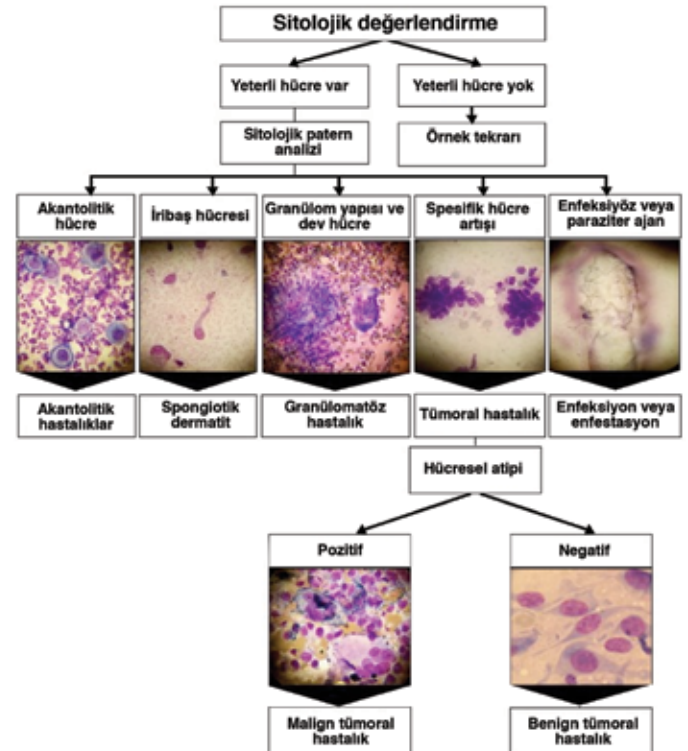 Sitolojik değerlendirme
Yeterli hücre var
Yeterli hücre yok
Sitolojik patern
analizi
Örnek tekrarı
Akantolitik
hücre
İribaş hücresi
Granülom yapısı ve
dev hücre
Spesifik hücre
artışı
Enfeksiyöz veya
paraziter ajan
Akantolitik
hastalıklar
Spongiotik
dermatit
Granülomatöz
hastalık
Tümoral hastalık
Enfeksiyon veya
enfestasyon
Hücresel atipi
Pozitif
Negatif
Malign tümoral
hastalık
Benign tümoral
hastalık